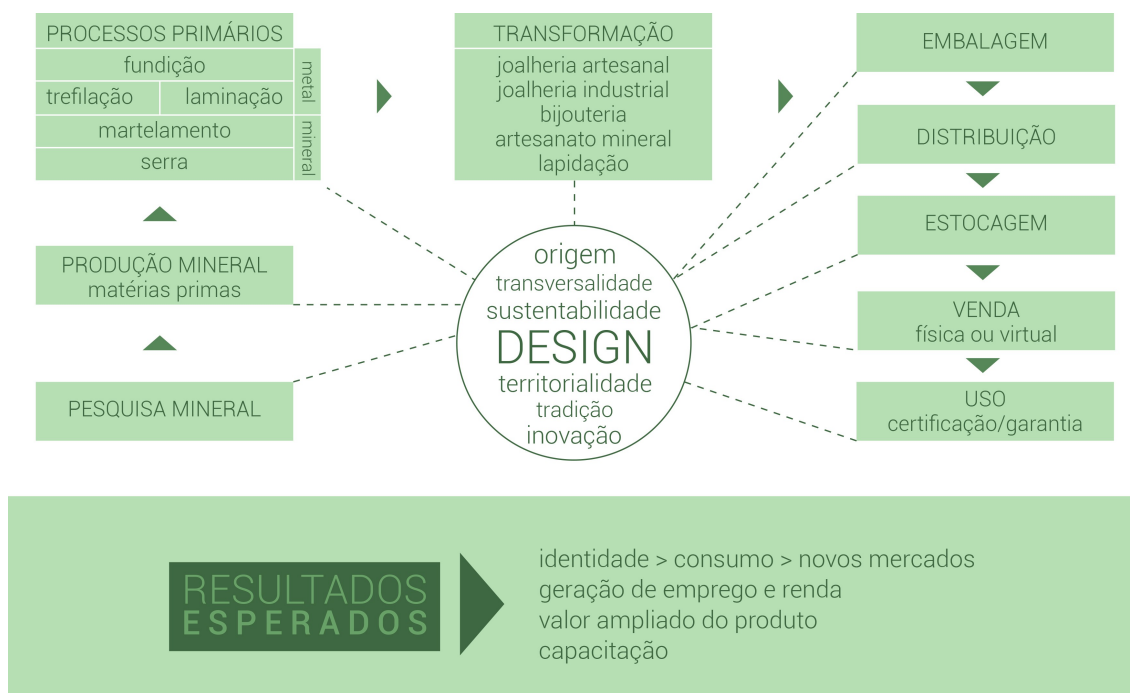 PROCESSOS PRIMÁRIOS
fundição
trefilação laminação
metal
martelamento
serra
mineral
PRODUÇÃO MINERAL
matérias primas
PESQUISA MINERAL
TRANSFORMAÇÃO
joalheria artesanal
joalheria industrial
bijouteria
artesanato mineral
lapidação
origem
transversalidade
sustentabilidade
DESIGN
territorialidade
tradição
inovação
EMBALAGEM
DISTRIBUIÇÃO
ESTOCAGEM
VENDA
física ou virtual
USO
certificação/garantia
RESULTADOS
ESPERADOS
identidade > consumo > novos mercados
geração de emprego e renda
valor ampliado do produto
capacitação